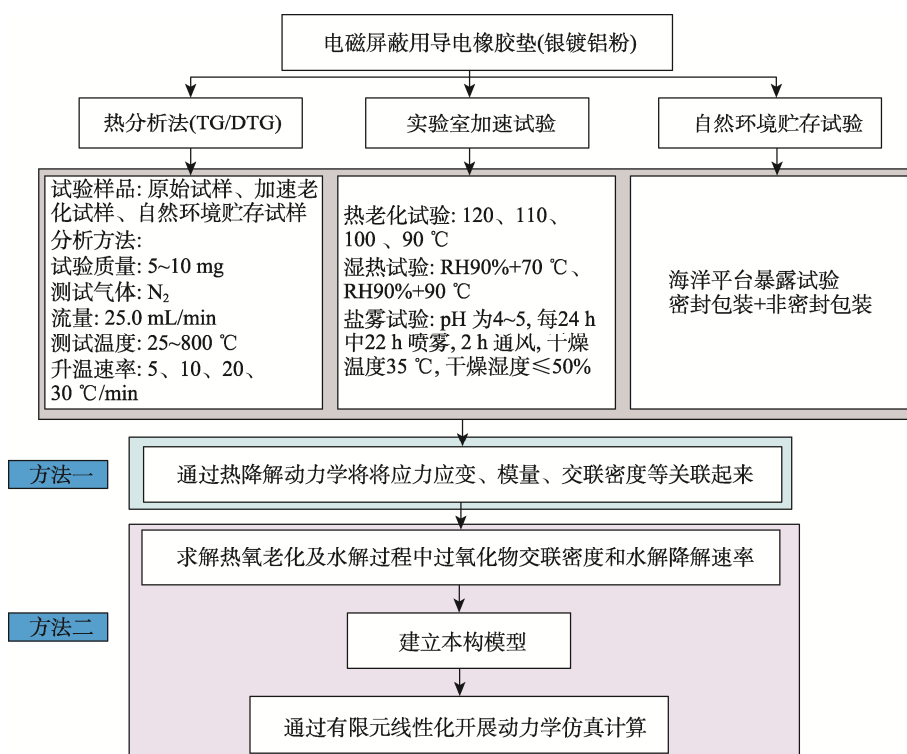 电磁屏蔽用导电橡胶垫(银镀铝粉)
热分析法(TG/DTG)
实验室加速试验
自然环境贮存试验
试验样品: 原始试样、加速老
化试样、自然环境贮存试样
分析方法:
试验质量: 5~10 mg
测试气体: N₂
流量: 25.0 mL/min
测试温度: 25~800 ℃
升温速率: 5、10、20、
30 ℃/min
热老化试验: 120、110、
100 、90 ℃
湿热试验: RH90%+70 ℃、
RH90%+90 ℃
盐雾试验: pH 为4~5, 每24 h
中22 h 喷雾, 2 h 通风, 干燥
温度35 ℃, 干燥湿度≤50%
海洋平台暴露试验
密封包装+非密封包装
方法一
通过热降解动力学将将应力应变、模量、交联密度等关联起来
求解热氧老化及水解过程中过氧化物交联密度和水解降解速率
方法二
建立本构模型
通过有限元线性化开展动力学仿真计算